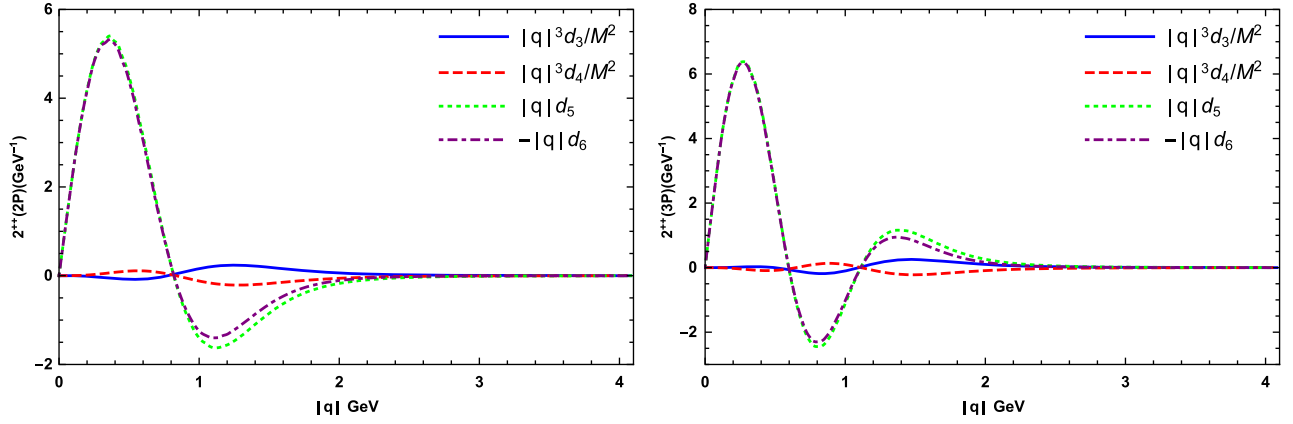 2⁺⁺(2P)(GeV⁻¹)
6
4
2
0
−2
0
1
2
3
4
|q| GeV
|q|³d₃/M²
|q|³d₄/M²
|q|d₅
−|q|d₆
2⁺⁺(3P)(GeV⁻¹)
8
6
4
2
0
−2
0
1
2
3
4
|q| GeV
|q|³d₃/M²
|q|³d₄/M²
|q|d₅
−|q|d₆